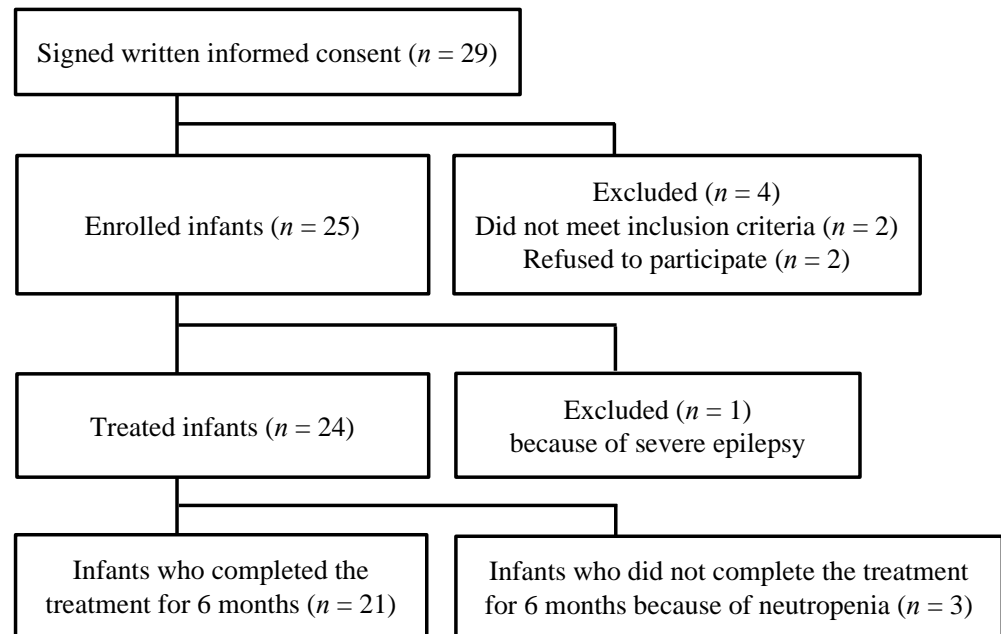 Signed written informed consent (n = 29)
Enrolled infants (n = 25)
Excluded (n = 4)
Did not meet inclusion criteria (n = 2)
Refused to participate (n = 2)
Treated infants (n = 24)
Excluded (n = 1)
because of severe epilepsy
Infants who completed the
treatment for 6 months (n = 21)
Infants who did not complete the treatment
for 6 months because of neutropenia (n = 3)